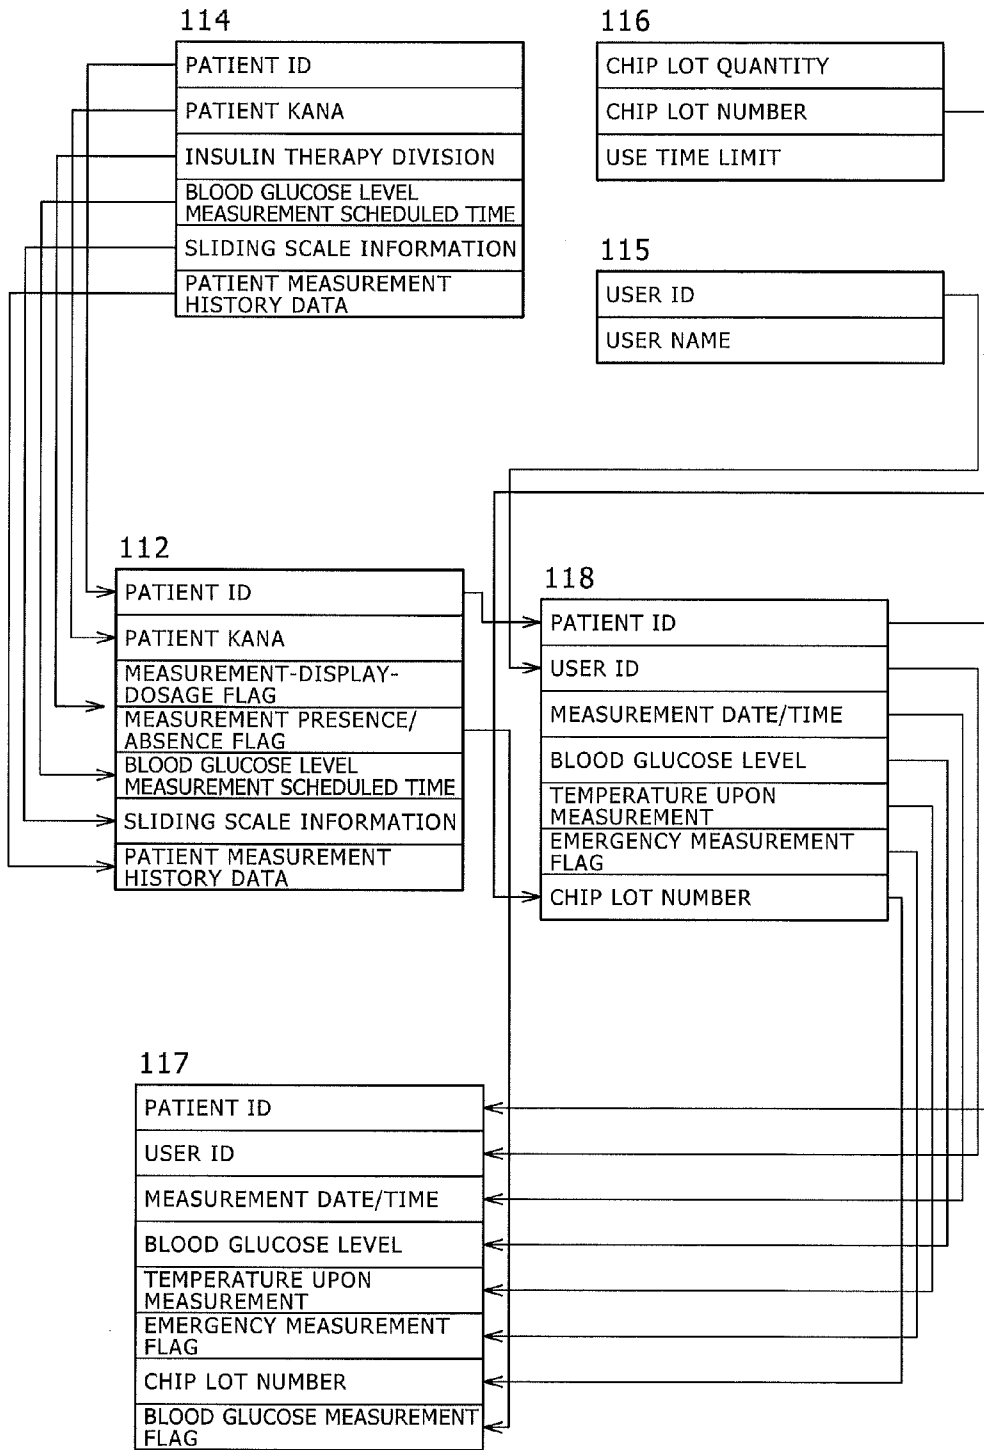 114
PATIENT ID
PATIENT KANA
INSULIN THERAPY DIVISION
BLOOD GLUCOSE LEVEL
MEASUREMENT SCHEDULED TIME
SLIDING SCALE INFORMATION
PATIENT MEASUREMENT
HISTORY DATA
116
CHIP LOT QUANTITY
CHIP LOT NUMBER
USE TIME LIMIT
115
USER ID
USER NAME
112
PATIENT ID
PATIENT KANA
MEASUREMENT-DISPLAY-
DOSAGE FLAG
MEASUREMENT PRESENCE/
ABSENCE FLAG
BLOOD GLUCOSE LEVEL
MEASUREMENT SCHEDULED TIME
SLIDING SCALE INFORMATION
PATIENT MEASUREMENT
HISTORY DATA
118
PATIENT ID
USER ID
MEASUREMENT DATE/TIME
BLOOD GLUCOSE LEVEL
TEMPERATURE UPON
MEASUREMENT
EMERGENCY MEASUREMENT
FLAG
CHIP LOT NUMBER
117
PATIENT ID
USER ID
MEASUREMENT DATE/TIME
BLOOD GLUCOSE LEVEL
TEMPERATURE UPON
MEASUREMENT
EMERGENCY MEASUREMENT
FLAG
CHIP LOT NUMBER
BLOOD GLUCOSE MEASUREMENT
FLAG